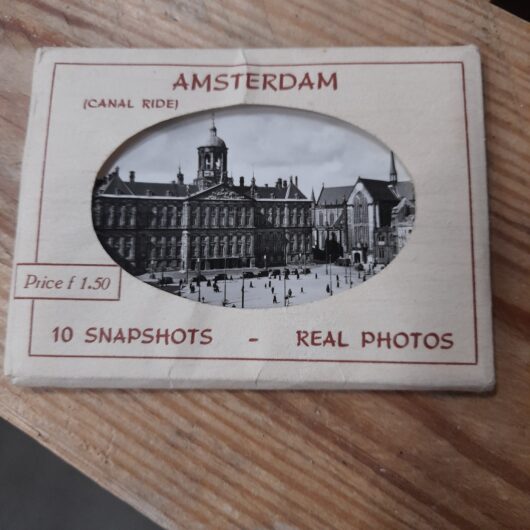 AMSTERDAM
(CANAL RIDE)
Price f 1.50
10 SNAPSHOTS - REAL PHOTOS